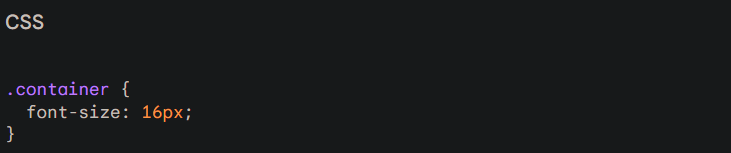 CSS
.container {
  font-size: 16px;
}